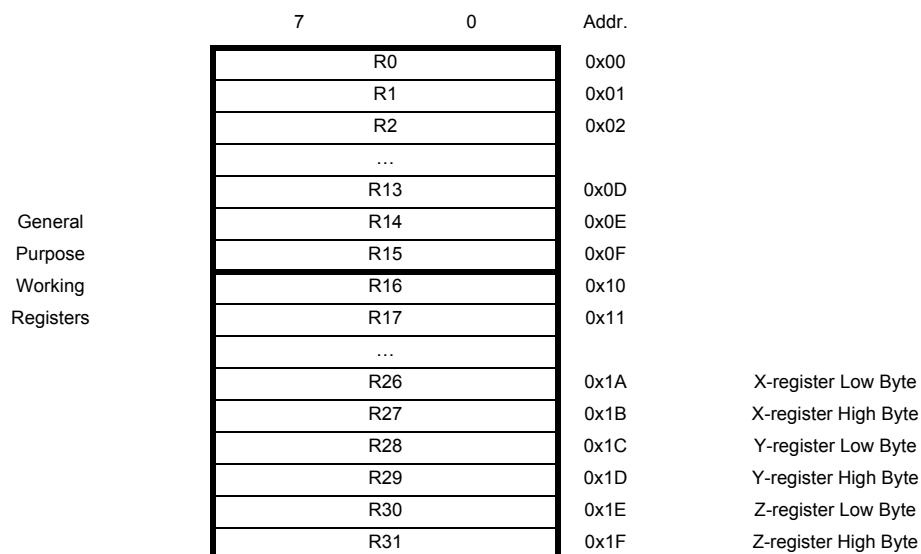 7 0 Addr.
R0 0x00
R1 0x01
R2 0x02
…
R13 0x0D
General R14 0x0E
Purpose R15 0x0F
Working R16 0x10
Registers R17 0x11
…
R26 0x1A X-register Low Byte
R27 0x1B X-register High Byte
R28 0x1C Y-register Low Byte
R29 0x1D Y-register High Byte
R30 0x1E Z-register Low Byte
R31 0x1F Z-register High Byte